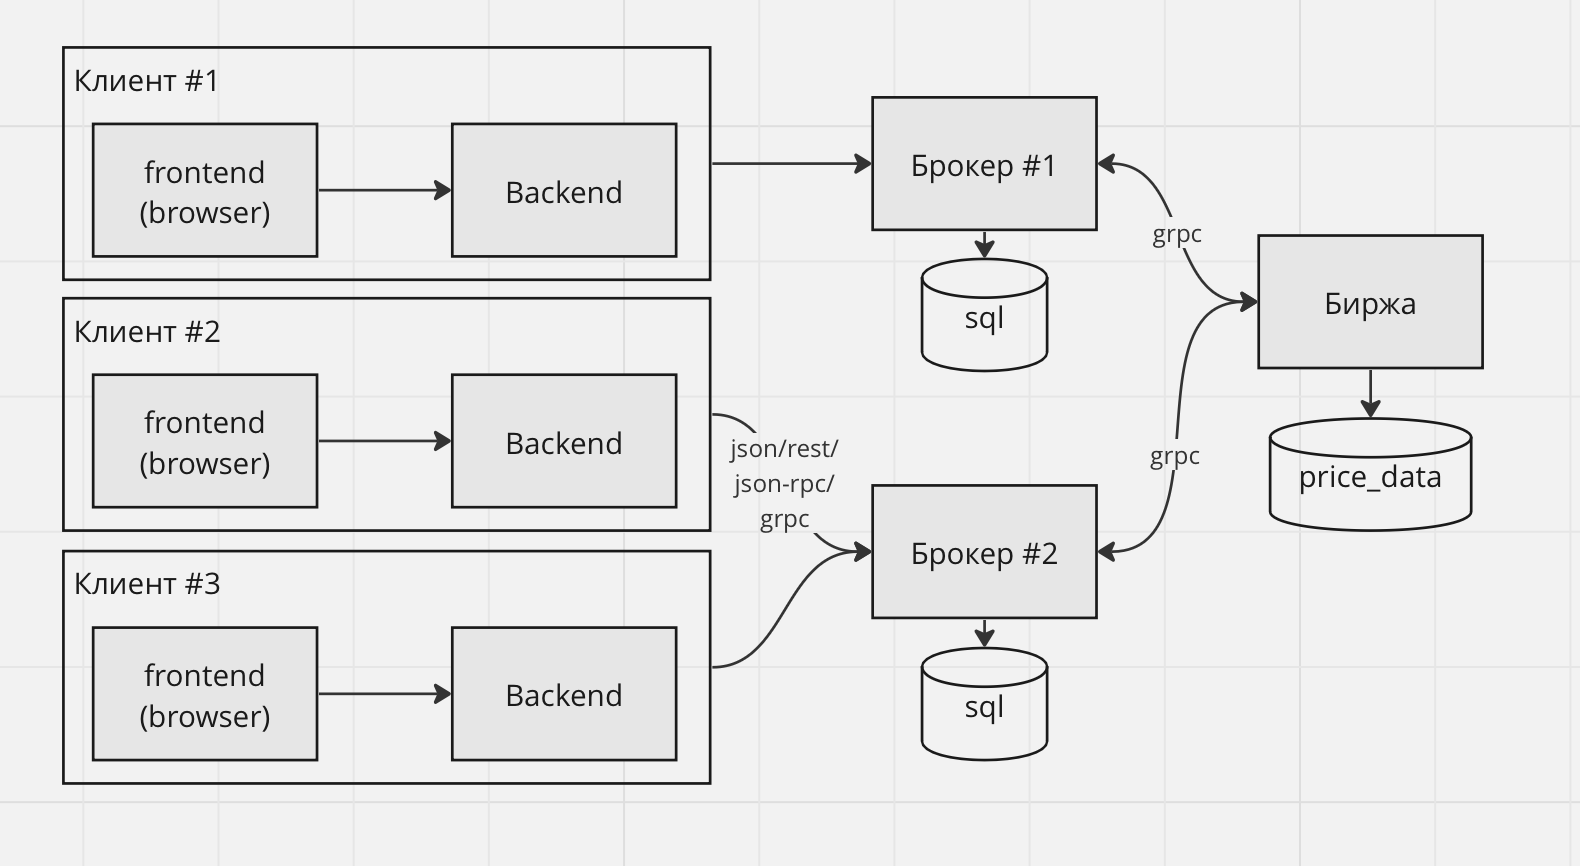 Клиент #1
frontend
(browser)
Backend
Брокер #1
sql
grpc
Биржа
price_data
Клиент #2
frontend
(browser)
Backend
json/rest/
json-rpc/
grpc
grpc
Брокер #2
sql
Клиент #3
frontend
(browser)
Backend